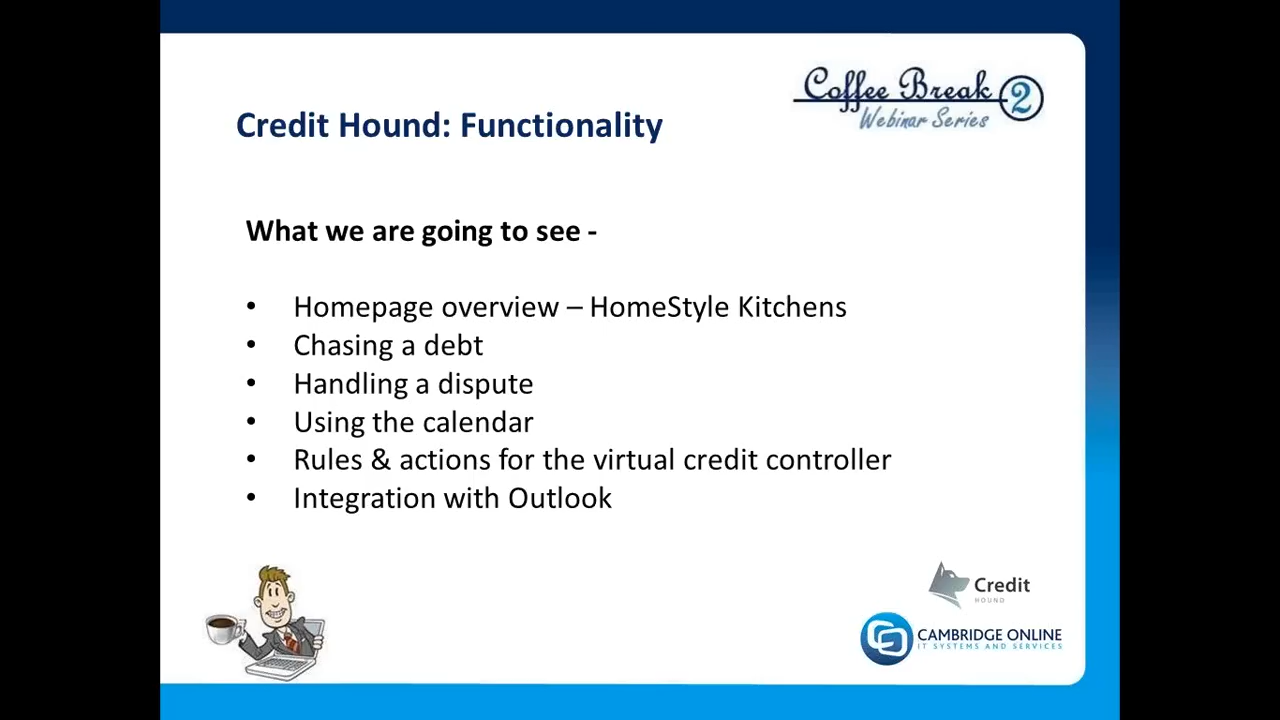 Coffee Break 2
Webinar Series
Credit Hound: Functionality
What we are going to see -
• Homepage overview – HomeStyle Kitchens
• Chasing a debt
• Handling a dispute
• Using the calendar
• Rules & actions for the virtual credit controller
• Integration with Outlook
Credit
HOUND
CAMBRIDGE ONLINE
IT SYSTEMS AND SERVICES